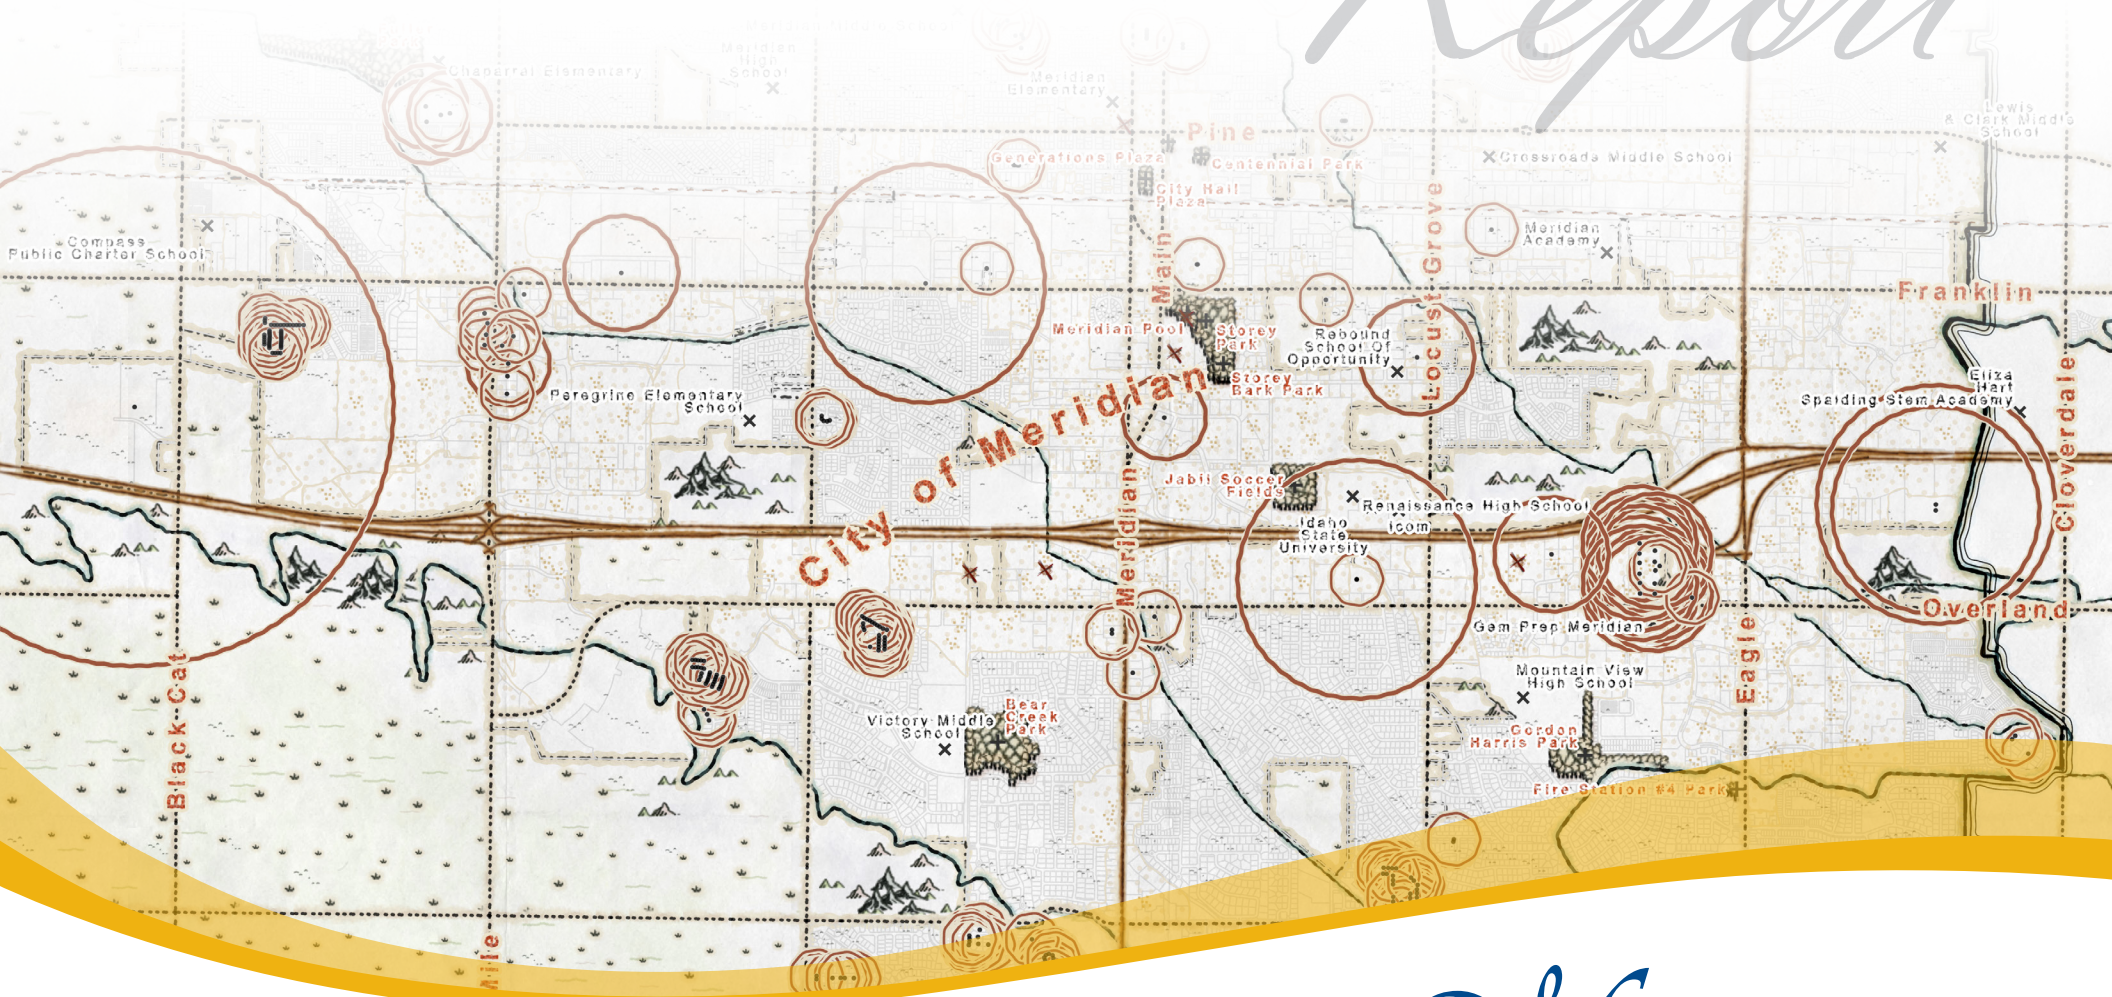 Report
Meridian Middle School
Chaparral Elementary
Meridian
High
School
Meridian
Elementary
Lewis
& Clark Middle
School
Pine
Generations Plaza
Centennial Park
Crossroads Middle School
City Hall
Plaza
Compass
Public Charter School
Main
Locust Grove
Meridian
Academy
Franklin
Meridian Pool
Storey
Park
Rebound
School Of
Opportunity
Storey
Bark Park
Peregrine Elementary
School
Eliza
Hart
Spalding Stem Academy
Cloverdale
City of Meridian
Jabil Soccer
Fields
Meridian
Renaissance High School
Icom
Idaho
State
University
Overland
Gem Prep Meridian
Eagle
Mountain View
High School
Black Cat
Victory Middle
School
Bear
Creek
Park
Gordon
Harris Park
Fire Station #4 Park
Mile